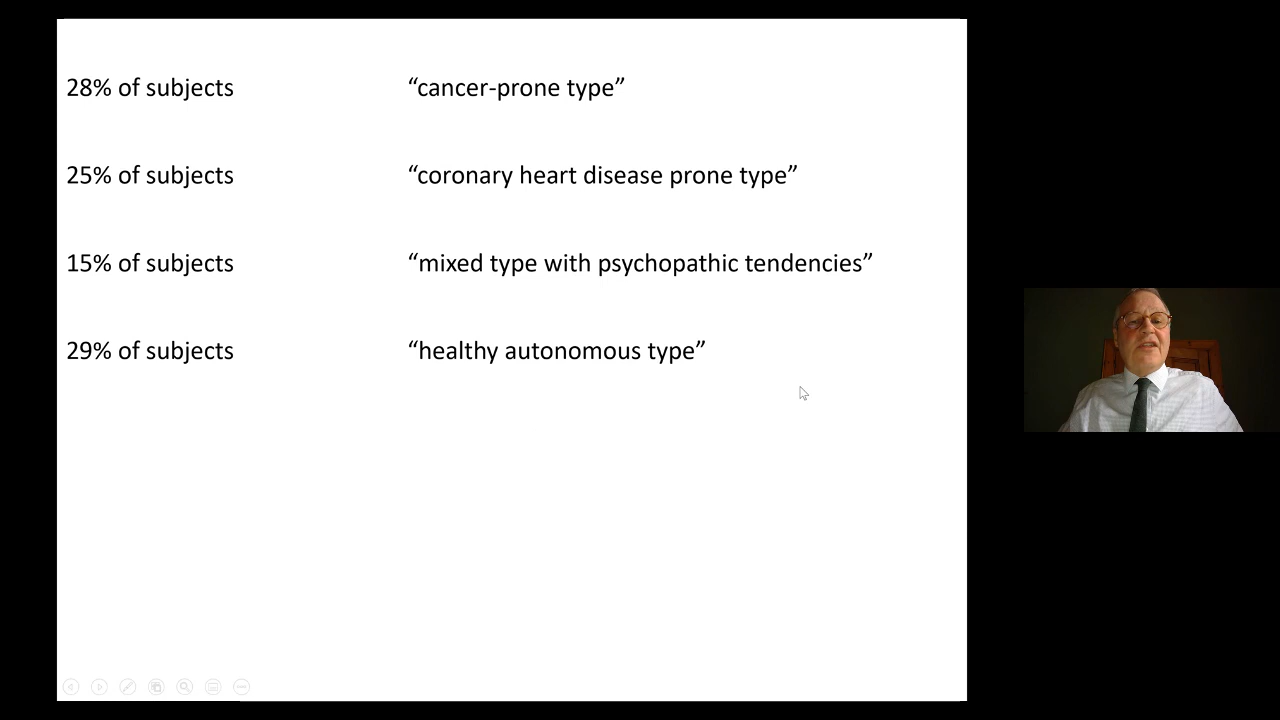 28% of subjects “cancer-prone type”
25% of subjects “coronary heart disease prone type”
15% of subjects “mixed type with psychopathic tendencies”
29% of subjects “healthy autonomous type”